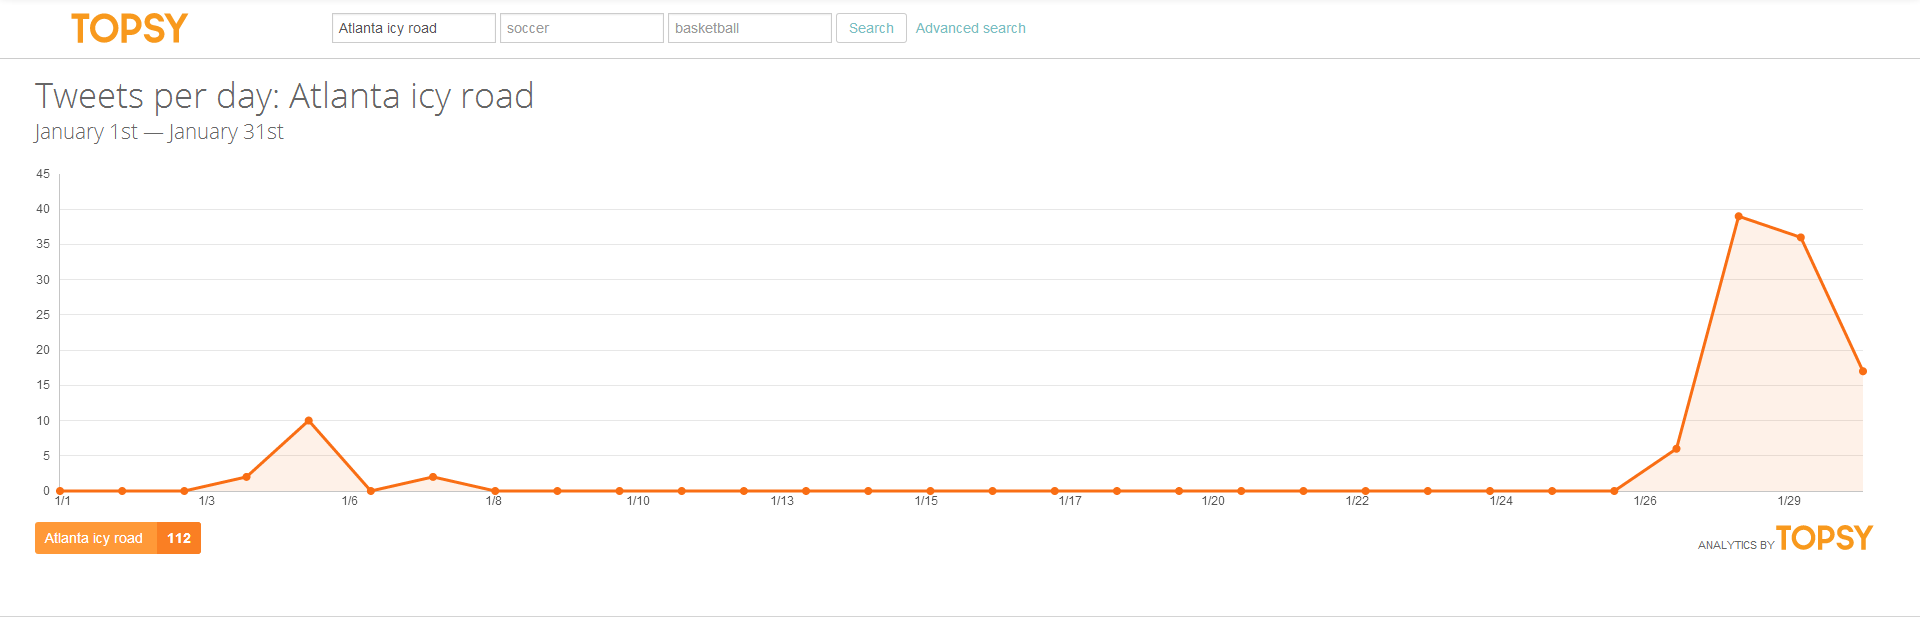 TOPSY Atlanta icy road soccer basketball Search Advanced search
Tweets per day: Atlanta icy road
January 1st — January 31st
45
40
35
30
25
20
15
10
5
0
1/1 1/3 1/6 1/8 1/10 1/13 1/15 1/17 1/20 1/22 1/24 1/26 1/29
Atlanta icy road 112
ANALYTICS BY TOPSY